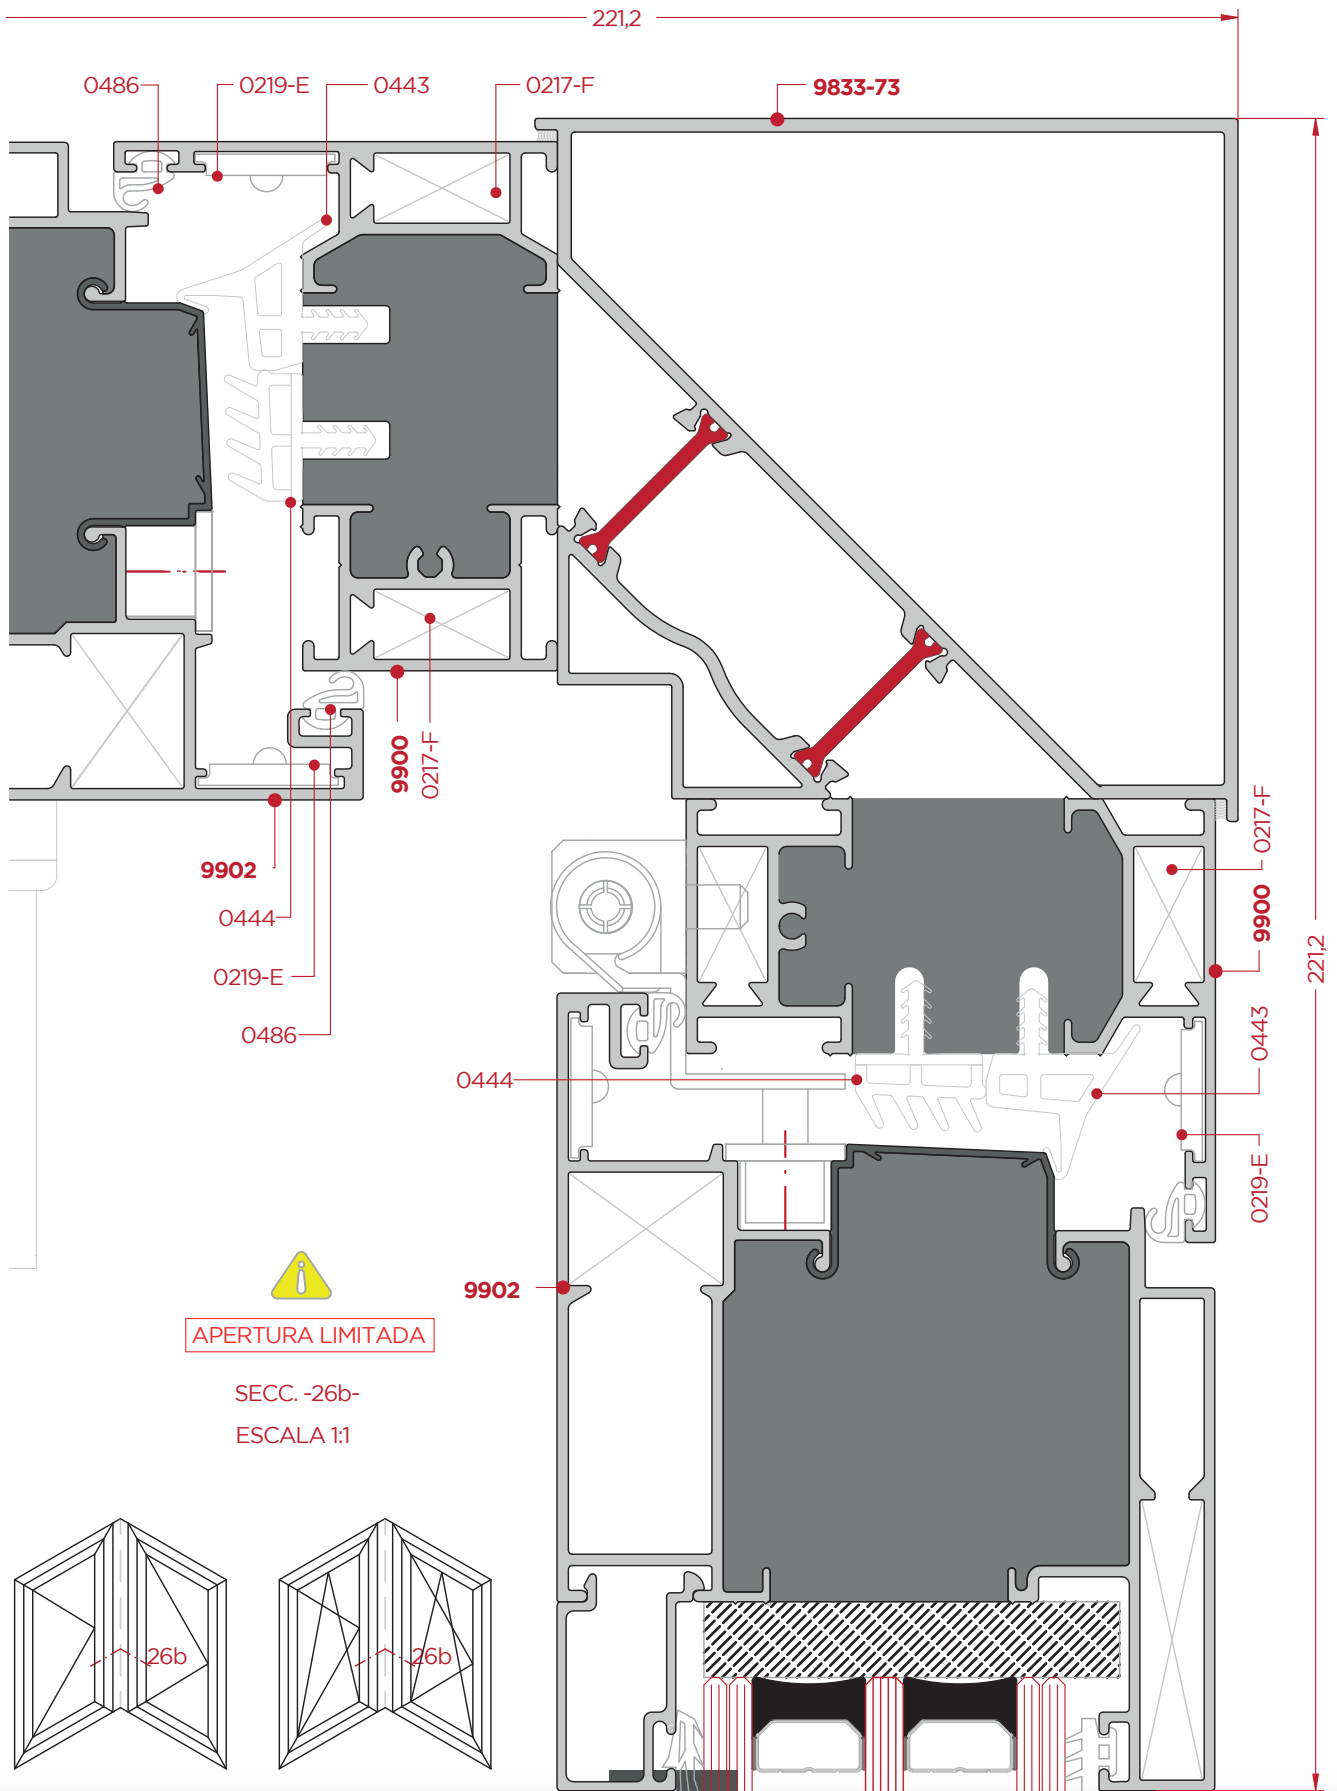 221,2
0486
0219-E
0443
0217-F
9833-73
9900
0217-F
9902
0444
0219-E
0486
0217-F
9900
221,2
0443
0444
0219-E
9902
APERTURA LIMITADA
SECC. -26b-
ESCALA 1:1
26b
26b